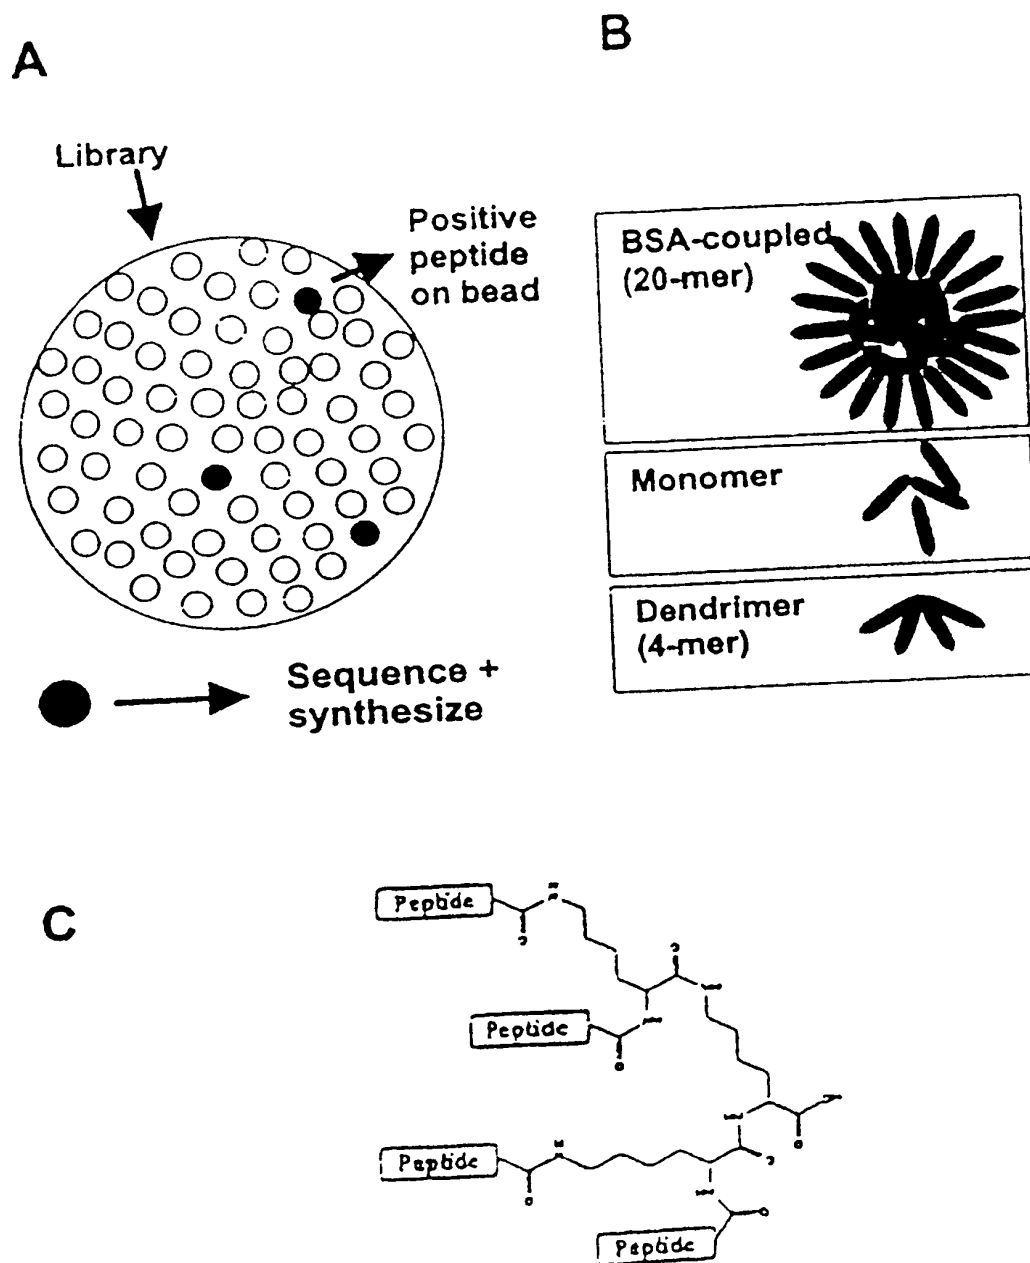 A
Library
Positive
peptide
on bead
Sequence +
synthesize
B
BSA-coupled
(20-mer)
Monomer
Dendrimer
(4-mer)
C
Peptide
Peptide
Peptide
Peptide